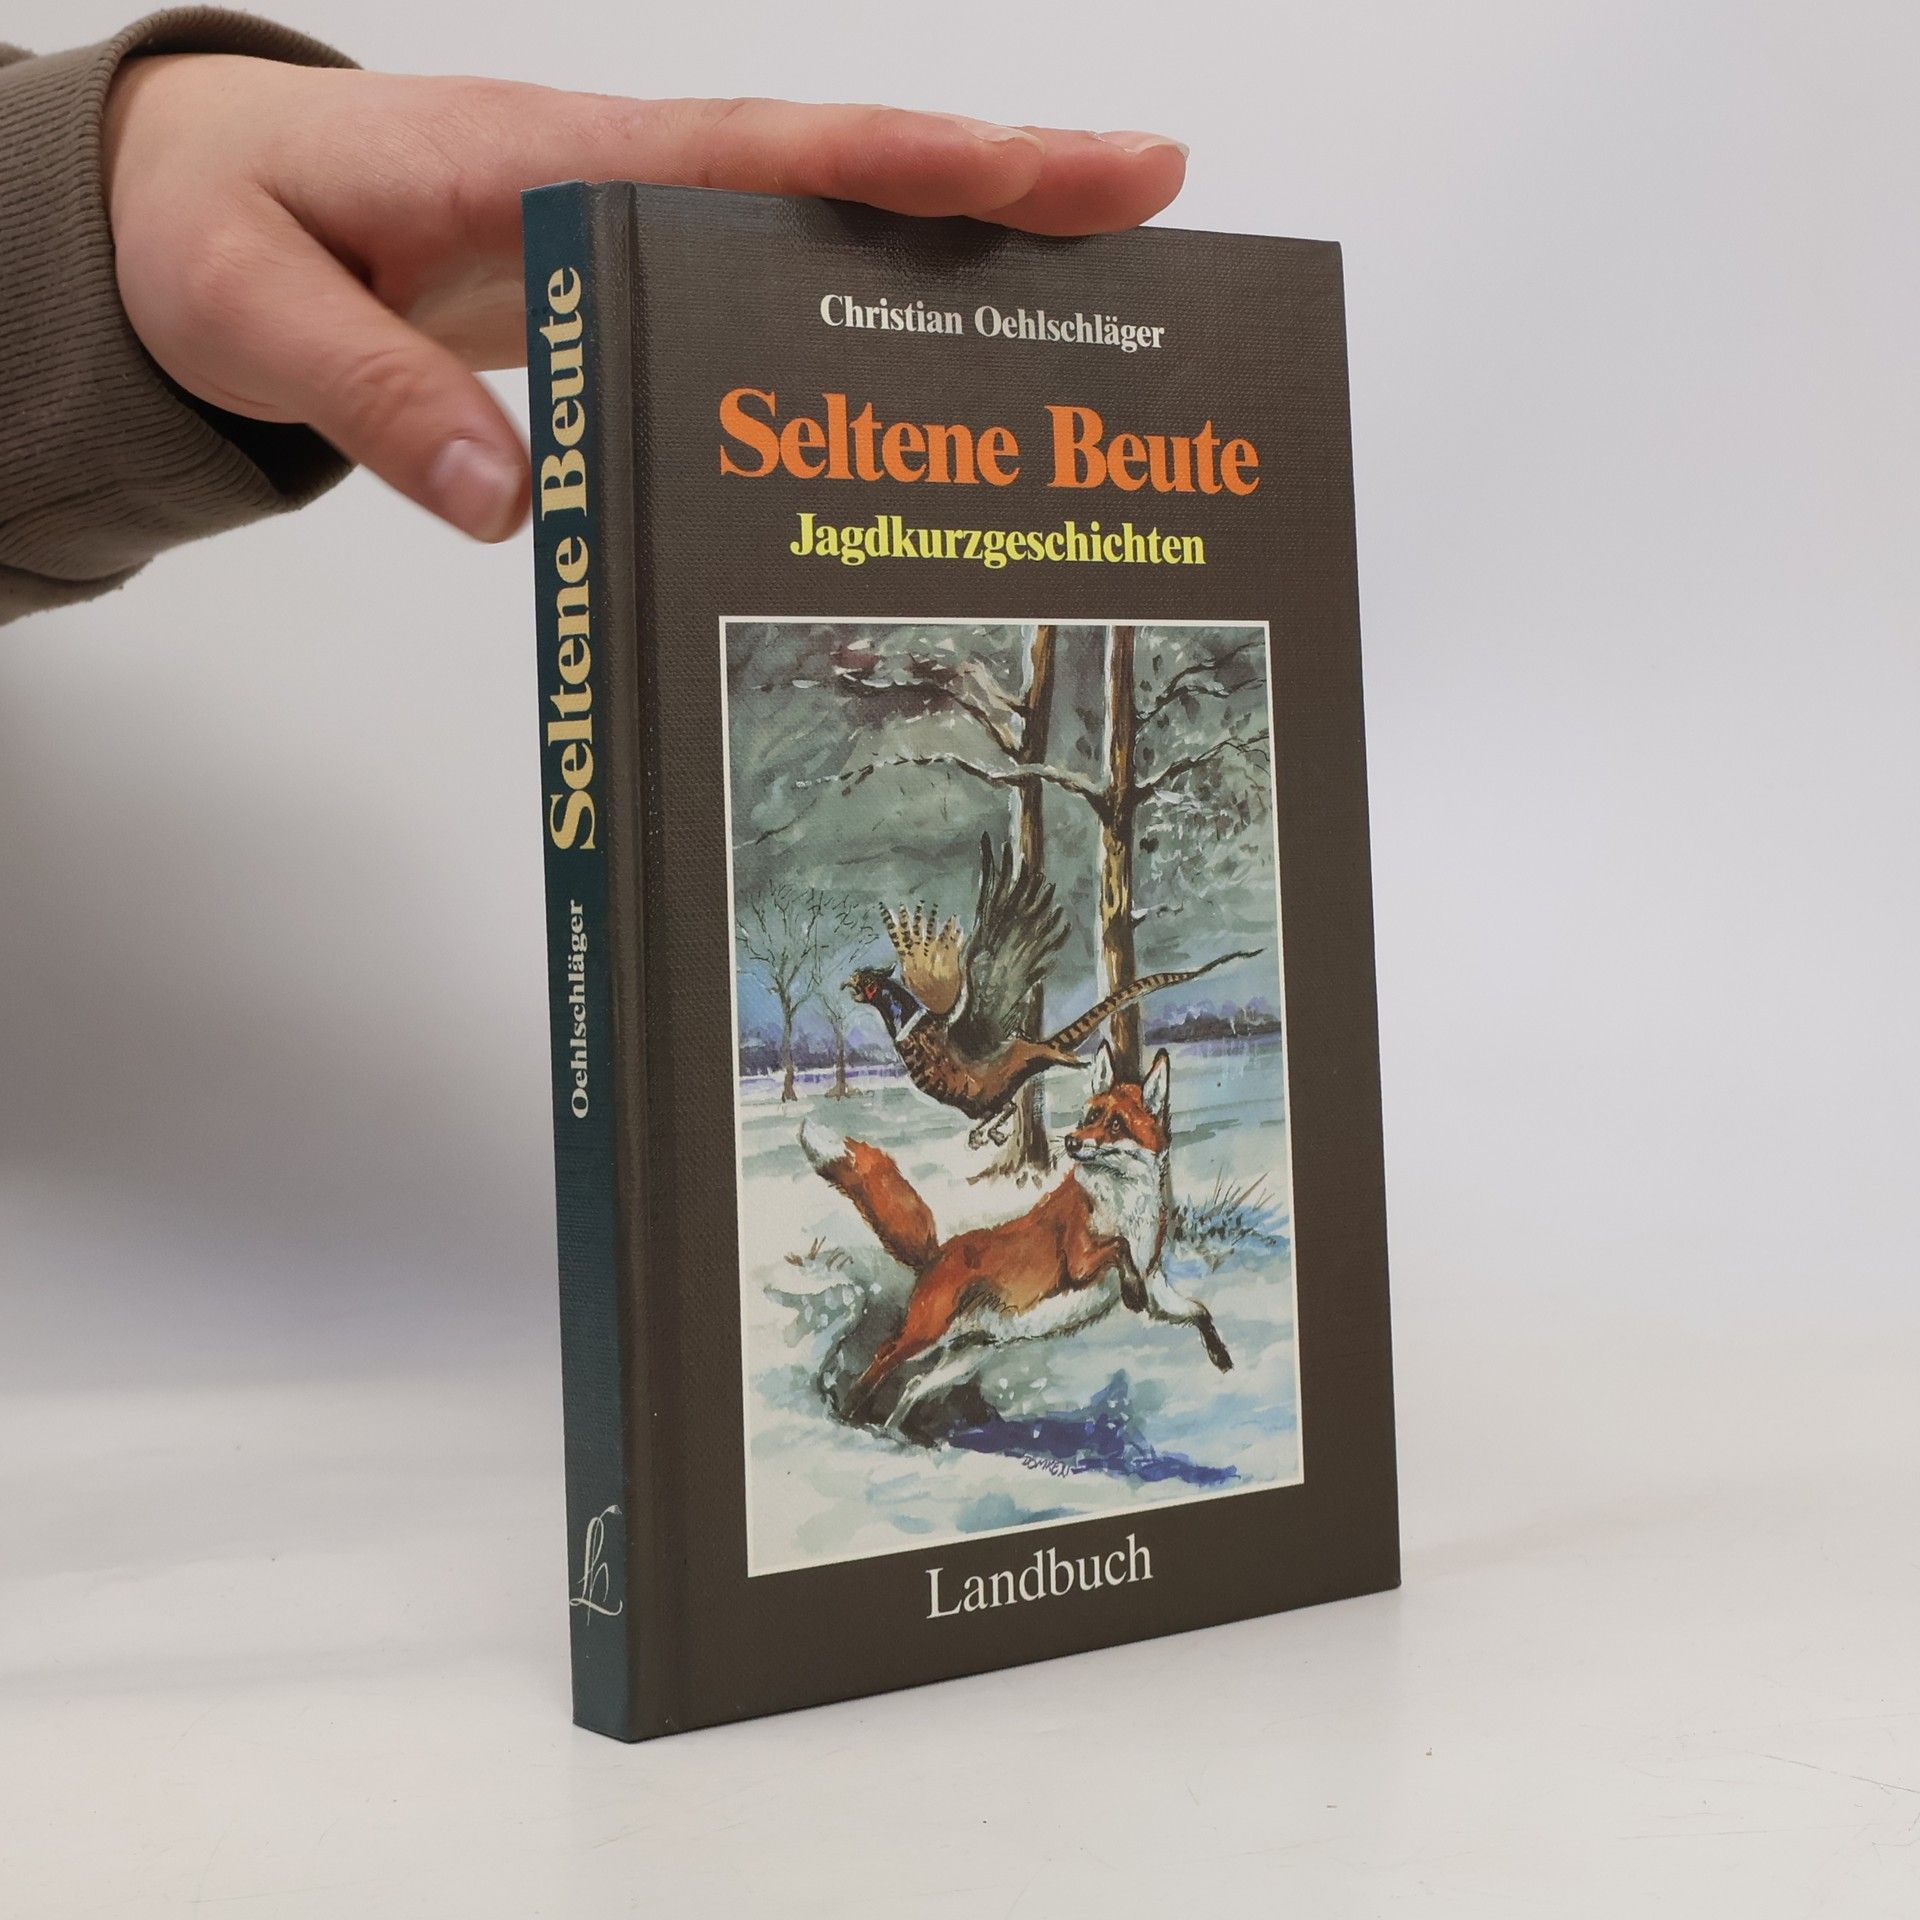 Christian Oehlschläger
Seltene Beute
Jagdkurzgeschichten
Landbuch
Oehlschläger Seltene Beute